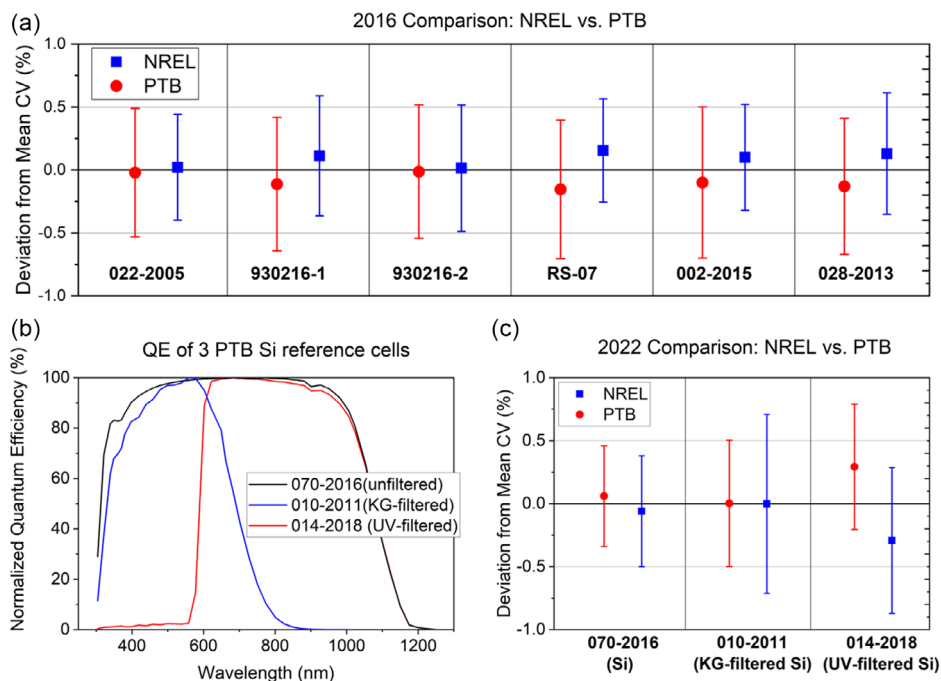 (a)
2016 Comparison: NREL vs. PTB
Deviation from Mean CV (%)
1.0
0.5
0.0
-0.5
-1.0
NREL
PTB
022-2005
930216-1
930216-2
RS-07
002-2015
028-2013
(b)
QE of 3 PTB Si reference cells
Normalized Quantum Efficiency (%)
100
80
60
40
20
0
070-2016(unfiltered)
010-2011(KG-filtered)
014-2018 (UV-filtered)
400
600
800
1000
1200
Wavelength (nm)
(c)
2022 Comparison: NREL vs. PTB
Deviation from Mean CV (%)
1.0
0.5
0.0
-0.5
-1.0
NREL
PTB
070-2016
(Si)
010-2011
(KG-filtered Si)
014-2018
(UV-filtered Si)